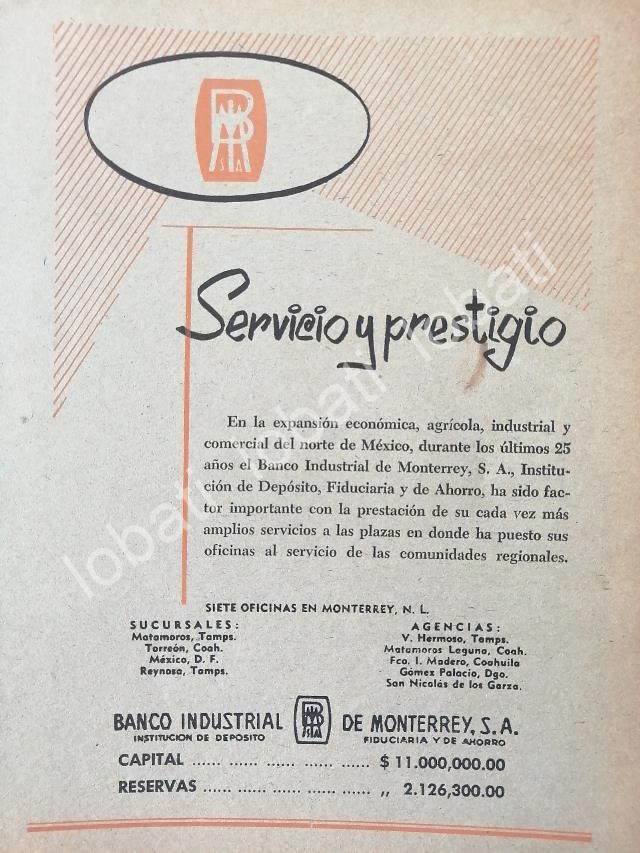 Servicio y prestigio
En la expansión económica, agrícola, industrial y
comercial del norte de México, durante los últimos 25
años el Banco Industrial de Monterrey, S. A., Institu-
ción de Depósito, Fiduciaria y de Ahorro, ha sido fac-
tor importante con la prestación de su cada vez más
amplios servicios a las plazas en donde ha puesto sus
oficinas al servicio de las comunidades regionales.
SIETE OFICINAS EN MONTERREY, N. L.
SUCURSALES:
Matamoros, Tamps.
Torreón, Coah.
México, D. F.
Reynosa, Tamps.
AGENCIAS:
V. Hermoso, Tamps.
Matamoros Laguna, Coah.
Fco. I. Madero, Coahuila
Gómez Palacio, Dgo.
San Nicolás de los Garza.
BANCO INDUSTRIAL DE MONTERREY, S. A.
INSTITUCION DE DEPOSITO FIDUCIARIA Y DE AHORRO
CAPITAL ...... ...... ...... ...... ...... $ 11.000,000.00
RESERVAS ...... ...... ...... ...... ...... ,, 2.126,300.00
lobati lobati lobati